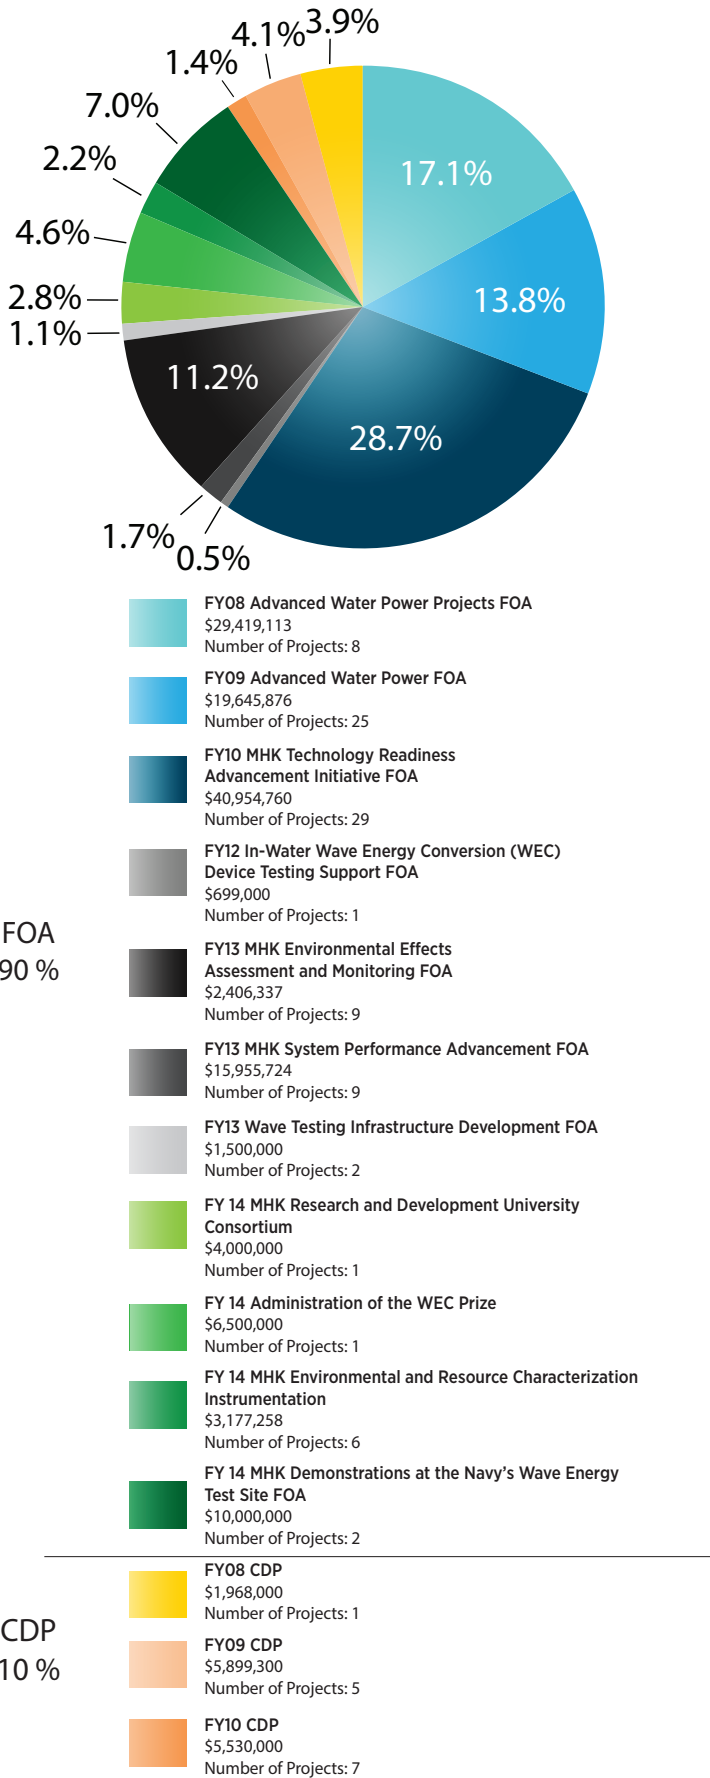 4.1%
3.9%
1.4%
7.0%
2.2%
4.6%
2.8%
1.1%
17.1%
13.8%
11.2%
28.7%
1.7%
0.5%
FY08 Advanced Water Power Projects FOA
$29,419,113
Number of Projects: 8
FY09 Advanced Water Power FOA
$19,645,876
Number of Projects: 25
FY10 MHK Technology Readiness
Advancement Initiative FOA
$40,954,760
Number of Projects: 29
FY12 In-Water Wave Energy Conversion (WEC)
Device Testing Support FOA
$699,000
Number of Projects: 1
FOA
90 %
FY13 MHK Environmental Effects
Assessment and Monitoring FOA
$2,406,337
Number of Projects: 9
FY13 MHK System Performance Advancement FOA
$15,955,724
Number of Projects: 9
FY13 Wave Testing Infrastructure Development FOA
$1,500,000
Number of Projects: 2
FY 14 MHK Research and Development University
Consortium
$4,000,000
Number of Projects: 1
FY 14 Administration of the WEC Prize
$6,500,000
Number of Projects: 1
FY 14 MHK Environmental and Resource Characterization
Instrumentation
$3,177,258
Number of Projects: 6
FY 14 MHK Demonstrations at the Navy’s Wave Energy
Test Site FOA
$10,000,000
Number of Projects: 2
FY08 CDP
$1,968,000
Number of Projects: 1
CDP
10 %
FY09 CDP
$5,899,300
Number of Projects: 5
FY10 CDP
$5,530,000
Number of Projects: 7